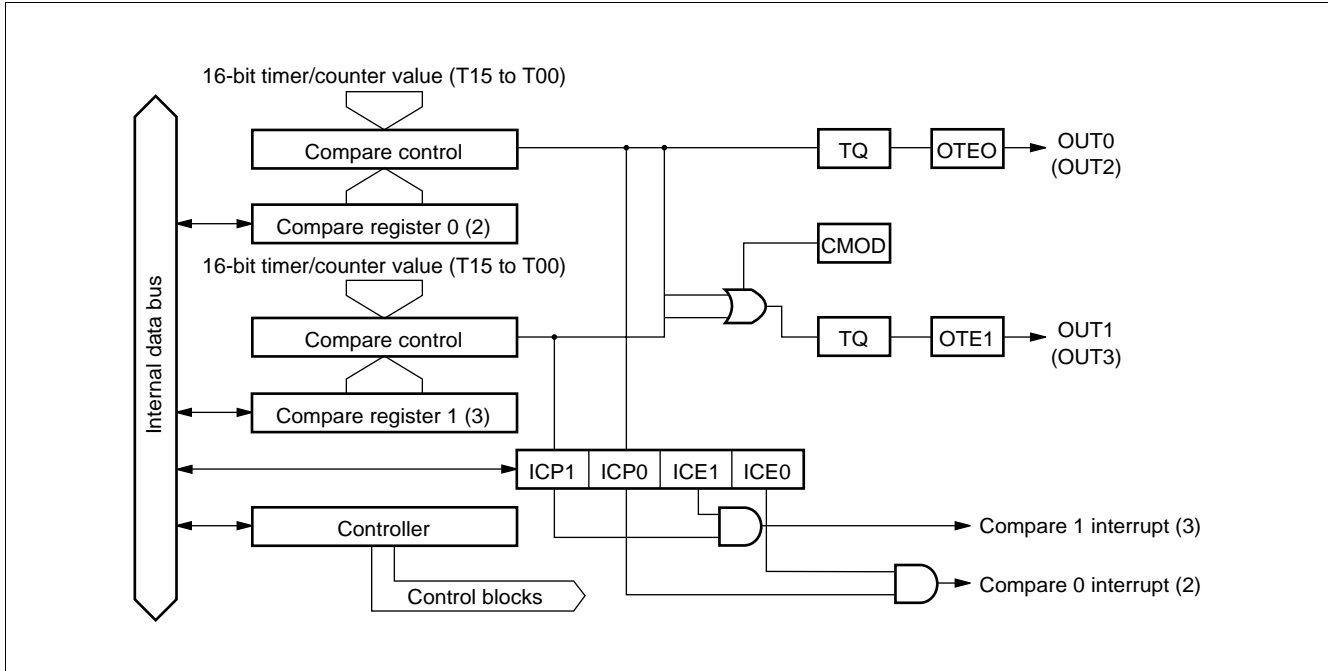 16-bit timer/counter value (T15 to T00)
Compare control
TQ
OTEO
OUT0
(OUT2)
Compare register 0 (2)
CMOD
16-bit timer/counter value (T15 to T00)
Compare control
TQ
OTE1
OUT1
(OUT3)
Internal data bus
Compare register 1 (3)
ICP1
ICP0
ICE1
ICE0
Controller
Compare 1 interrupt (3)
Control blocks
Compare 0 interrupt (2)